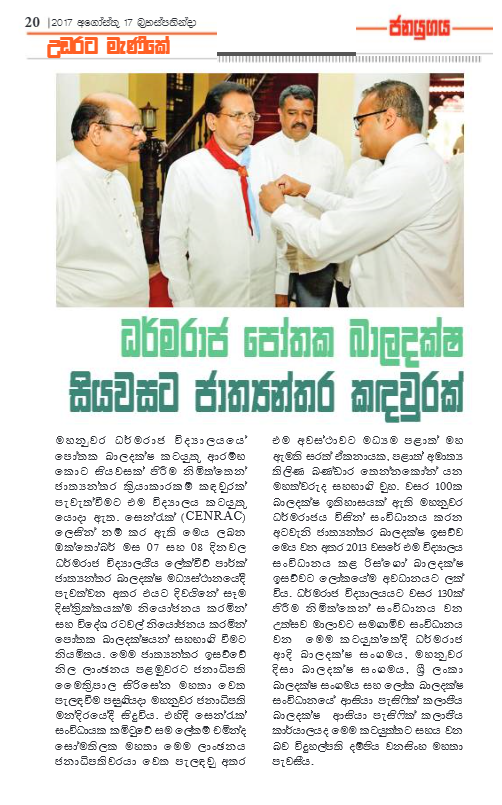 20 | 2017 අගෝස්තු 17 බ්‍රහස්පතින්දා
ජනයුගය
උඩරට මැණිකේ
ධර්මරාජ පෝතක බාලදක්ෂ
සියවසට ජාත්‍යන්තර කඳවුරක්
මහනුවර ධර්මරාජ විද්‍යාලයයේ
පෝතක බාලදක්ෂ කටයුතු ආරම්භ
කොට සියවසක් පිරීම නිමිත්තෙන්
ජාත්‍යන්තර ක්‍රියාකාරකම් කඳවුරක්
පැවැත්වීමට එම විද්‍යාලය කටයුතු
යොදා ඇත. සෙන්රැක් (CENRAC)
ලෙසින් නම් කර ඇති මෙය ලබන
ඔක්තෝබර් මස 07 සහ 08 දිනවල
ධර්මරාජ විද්‍යාලයීය ලේක්විව් පාර්ක්
ජාත්‍යන්තර බාලදක්ෂ මධ්‍යස්ථානයේදී
පැවත්වන අතර එයට දිවයිනේ සෑම
දිස්ත්‍රික්කයක්ම නියෝජනය කරමින්
සහ විදේශ රටවල් නියෝජනය කරමින්
පෝතක බාලදක්ෂයන් සහභාගී වීමට
නියමිතය. මෙම ජාත්‍යන්තර ඉසව්වේ
නිල ලාංඡනය පළමුවරට ජනාධිපති
මෛත්‍රිපාල සිරිසේන මහතා වෙත
පැලඳවීම පසුගියදා මහනුවර ජනාධිපති
මන්දිරයේදී සිදුවිය. එහිදී සෙන්රැක්
සංවිධායක කමිටුවේ සම ලේකම් චමින්ද
සෝමතිලක මහතා මෙම ලාංඡනය
ජනාධිපතිවරයා වෙත පැලඳවු අතර
එම අවස්ථාවට මධ්‍යම පළාත් මහ
ඇමති සරත් ඒකනායක, පළාත් අමාත්‍ය
තිලිණ බණ්ඩාර තෙන්නකෝන් යන
මහත්වරුද සහභාගී වූහ. වසර 100ක
බාලදක්ෂ ඉතිහාසයක් ඇති මහනුවර
ධර්මරාජය විසින් සංවිධානය කරන
අටවැනි ජාත්‍යන්තර බාලදක්ෂ ඉසව්ව
මෙය වන අතර 2013 වසරේ එම විද්‍යාලය
සංවිධානය කළ රිස්ගෝ බාලදක්ෂ
ඉසව්වට ලෝකයේම අවධානයට ලක්
විය. ධර්මරාජ විද්‍යාලයයට වසර 130ක්
පිරීම නිමිත්තෙන් සංවිධානය වන
උත්සව මාලාවට සමගාමීව සංවිධානය
වන මෙම කටයුත්තේදී ධර්මරාජ
ආදි බාලදක්ෂ සංගමය, මහනුවර
දිසා බාලදක්ෂ සංගමය, ශ්‍රී ලංකා
බාලදක්ෂ සංගමය සහ ලෝක බාලදක්ෂ
සංවිධානයේ ආසියා පැසිෆික් කලාපීය
බාලදක්ෂ ආසියා පැසිෆික් කලාපීය
කාර්යාලයද මෙම කටයුත්තට සහය වන
බව විදුහල්පති දම්පිය වනසිංහ මහතා
පැවසීය.